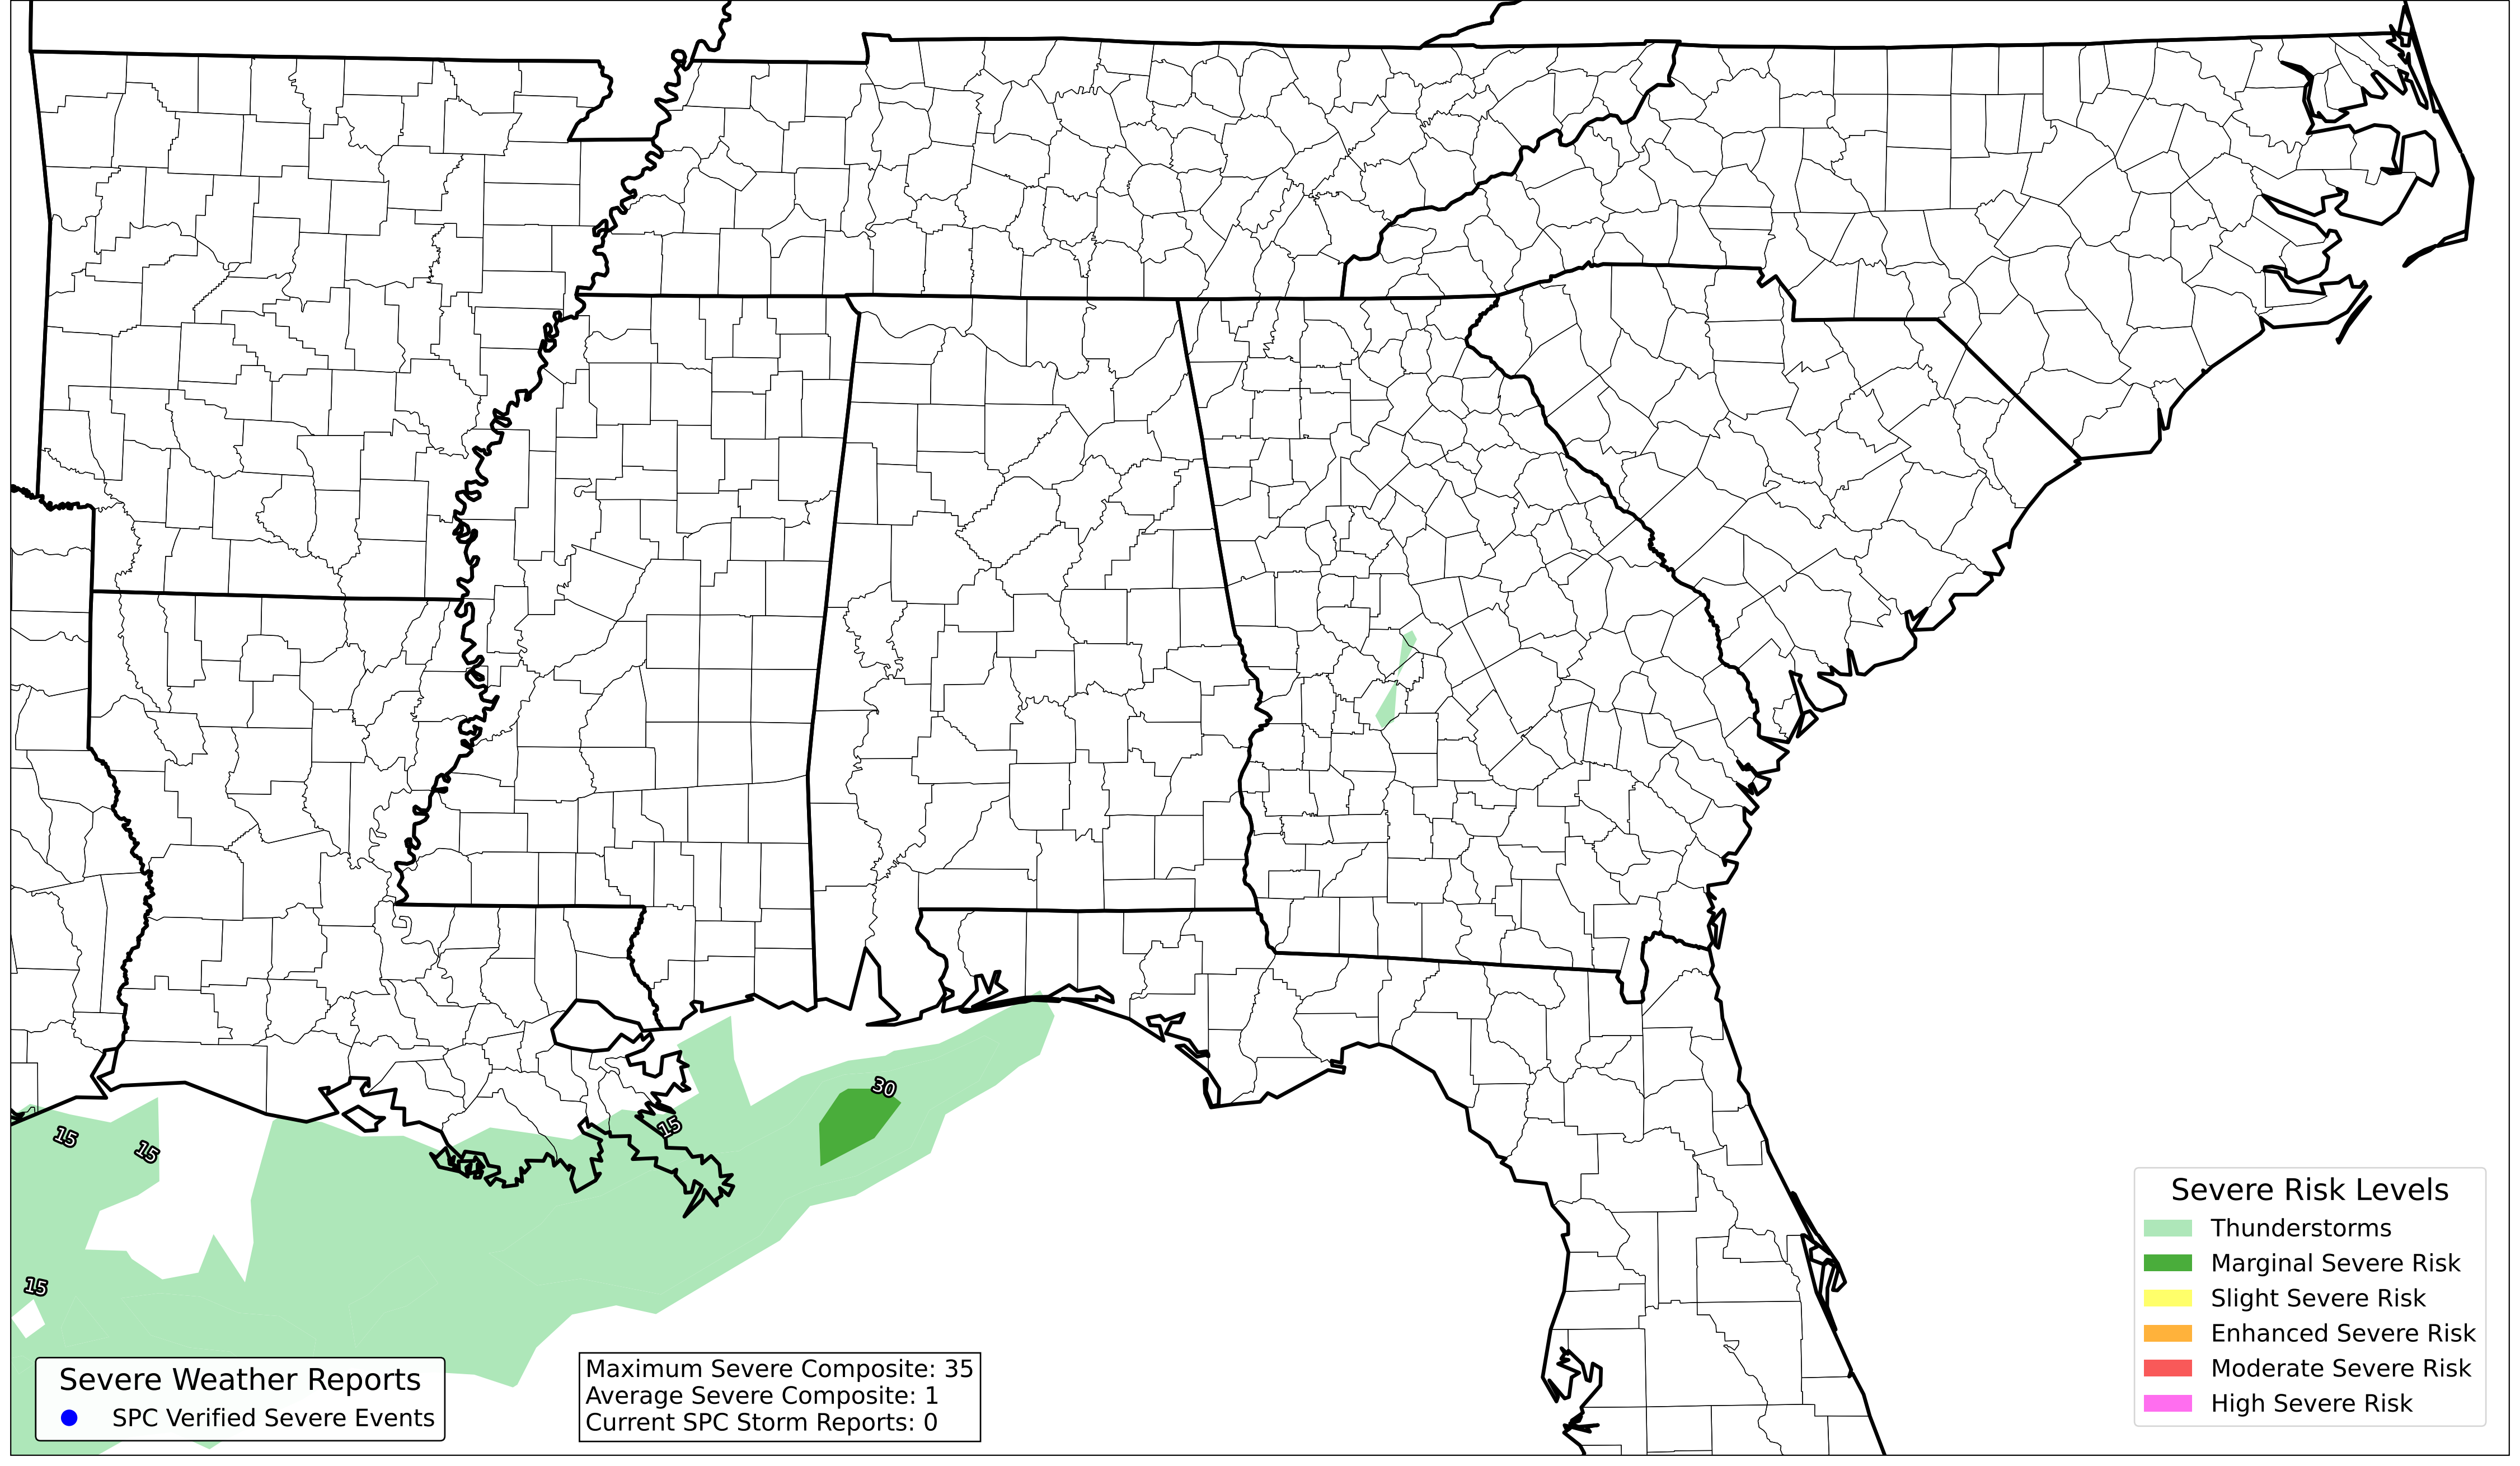 30
15
15
15
15
Severe Weather Reports
SPC Verified Severe Events
Maximum Severe Composite: 35
Average Severe Composite: 1
Current SPC Storm Reports: 0
Severe Risk Levels
Thunderstorms
Marginal Severe Risk
Slight Severe Risk
Enhanced Severe Risk
Moderate Severe Risk
High Severe Risk